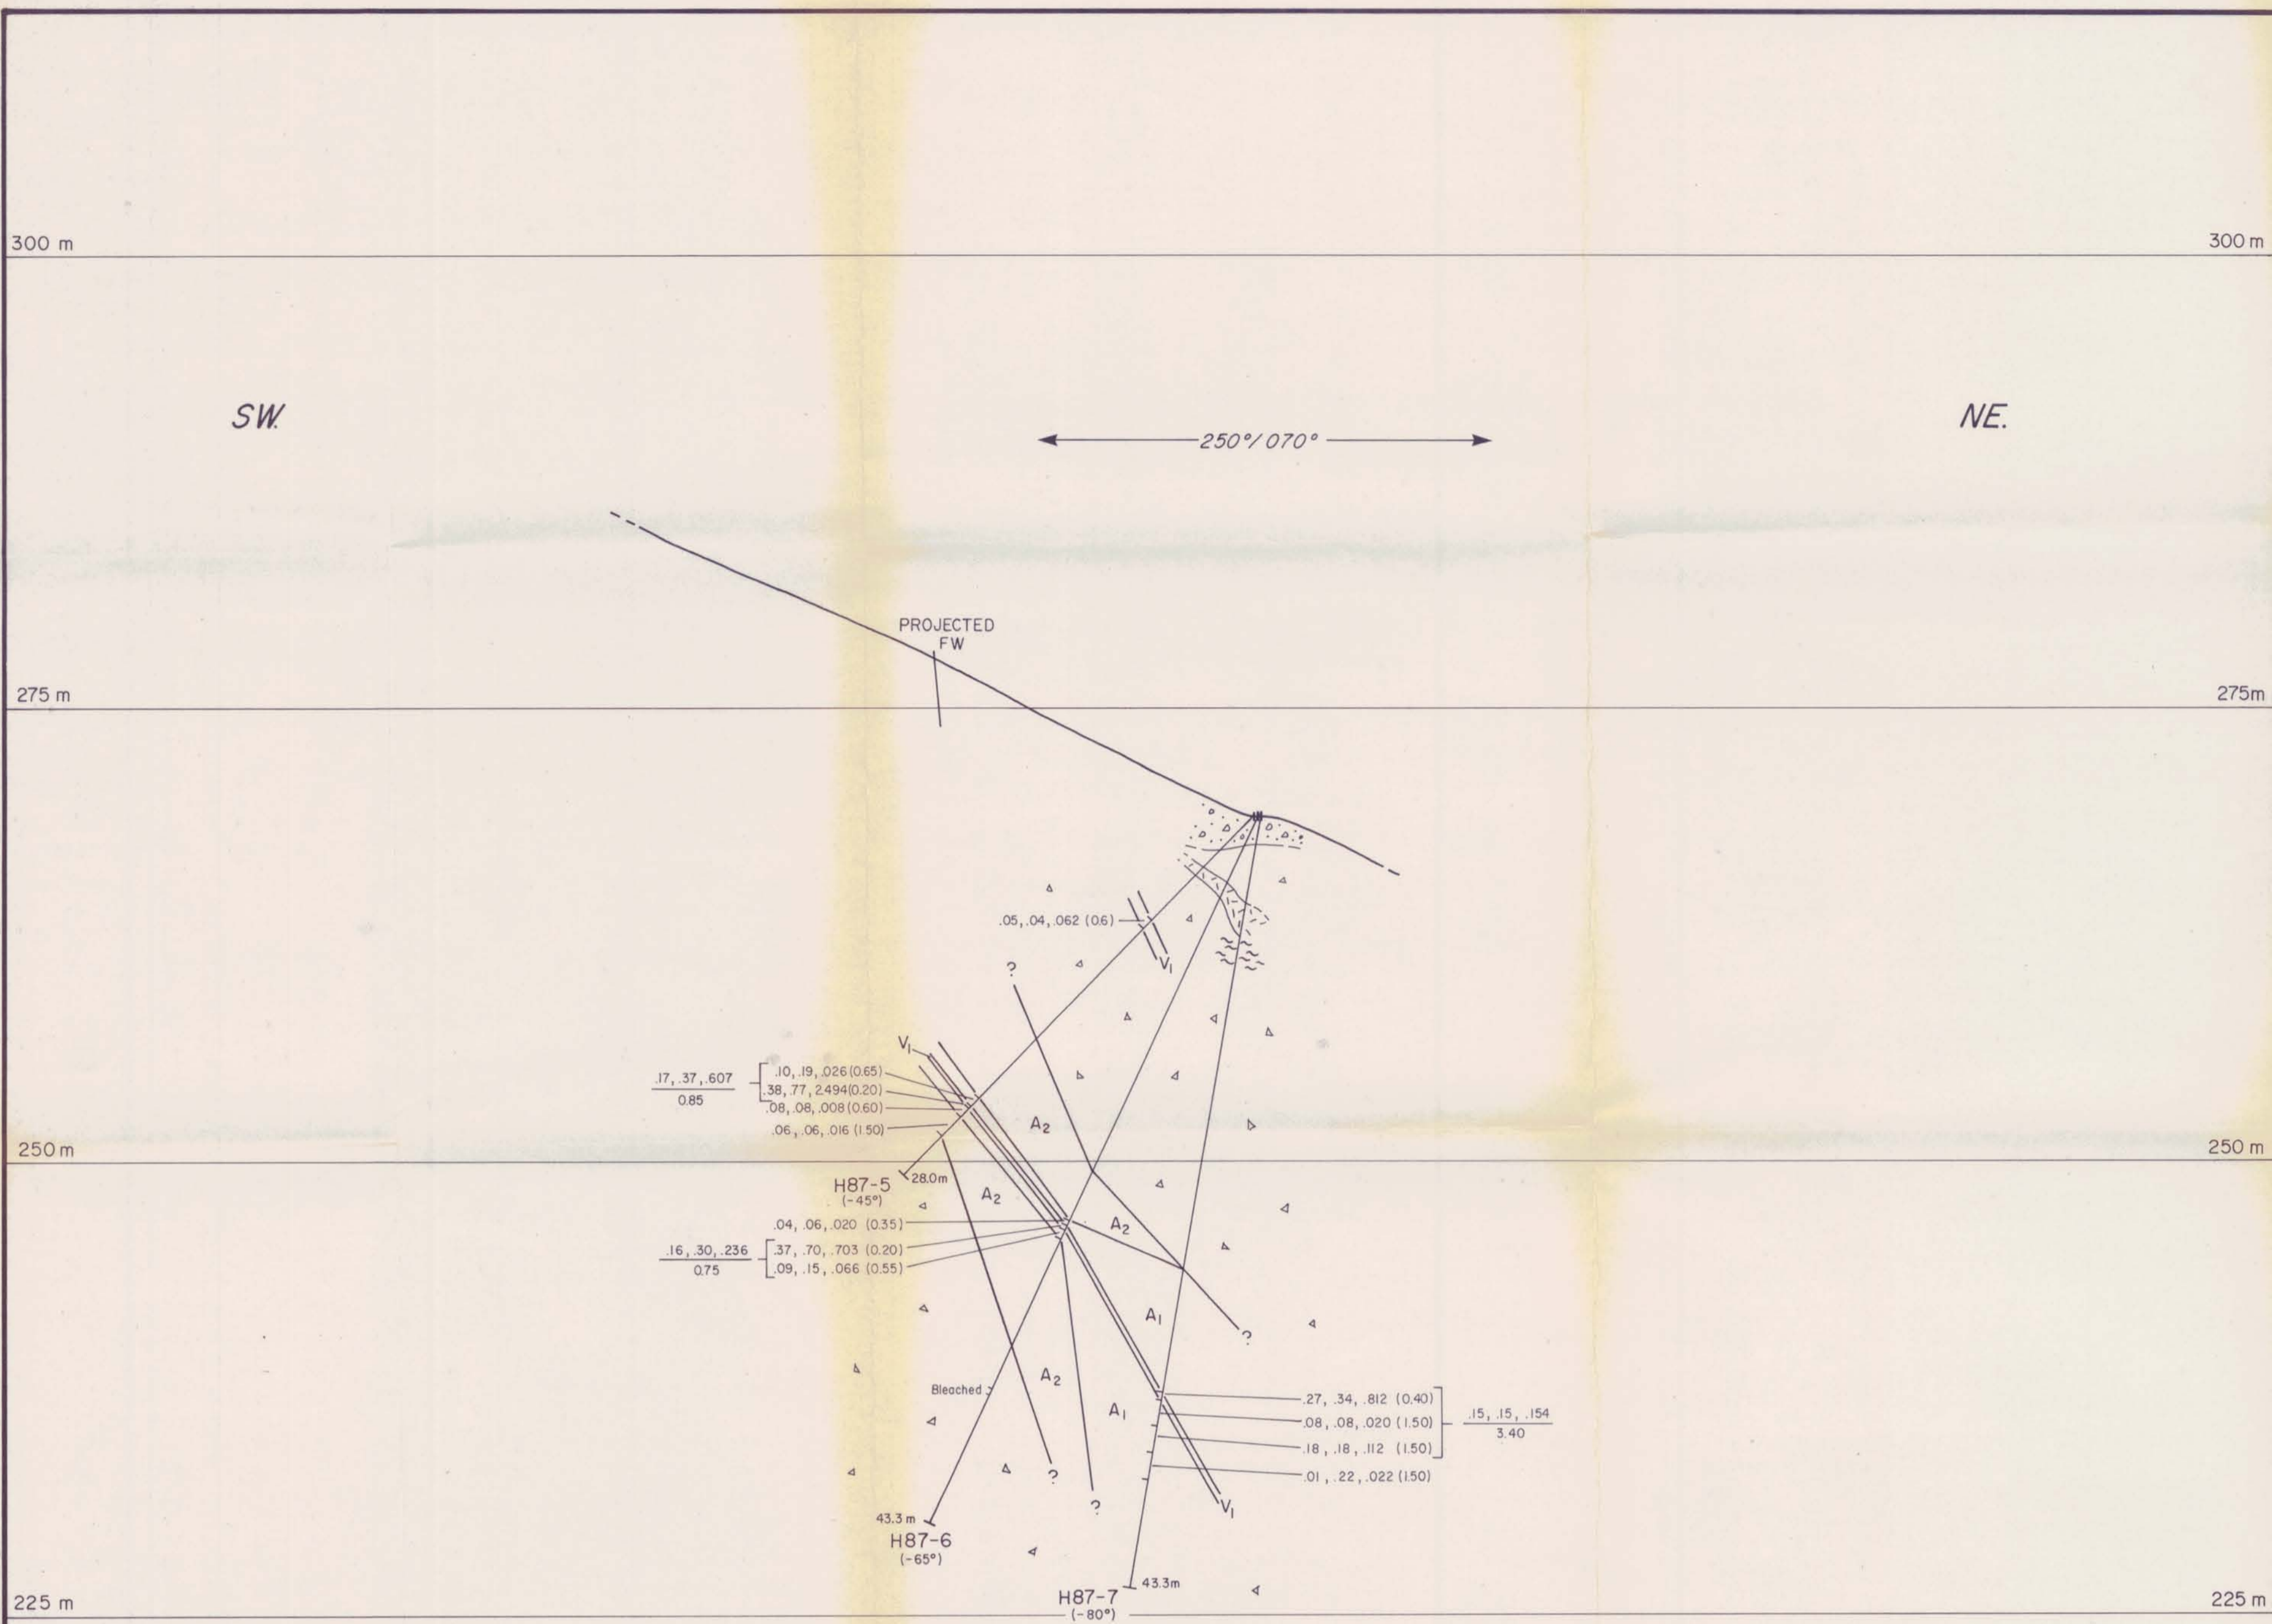 300 m
300 m
SW.
NE.
250°/070°
PROJECTED
FW
275 m
275m
.05, .04, .062 (0.6)
V1
?
V1
.17, .37, .607
0.85
.10, .19, .026 (0.65)
.38, .77, 2.494 (0.20)
.08, .08, .008 (0.60)
.06, .06, .016 (1.50)
A2
250 m
250 m
H87-5
(-45°)
28.0m
A2
A2
.04, .06, .020 (0.35)
.16, .30, .236
0.75
.37, .70, .703 (0.20)
.09, .15, .066 (0.55)
A1
?
A2
Bleached
A1
.27, .34, .812 (0.40)
.08, .08, .020 (1.50)
.18, .18, .112 (1.50)
.15, .15, .154
3.40
.01, .22, .022 (1.50)
?
?
V1
43.3 m
H87-6
(-65°)
H87-7
(-80°)
43.3m
225 m
225 m